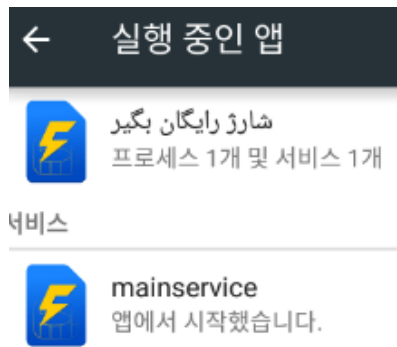 실행 중인 앱
شارژ رایگان بگیر
프로세스 1개 및 서비스 1개
서비스
mainservice
앱에서 시작했습니다.